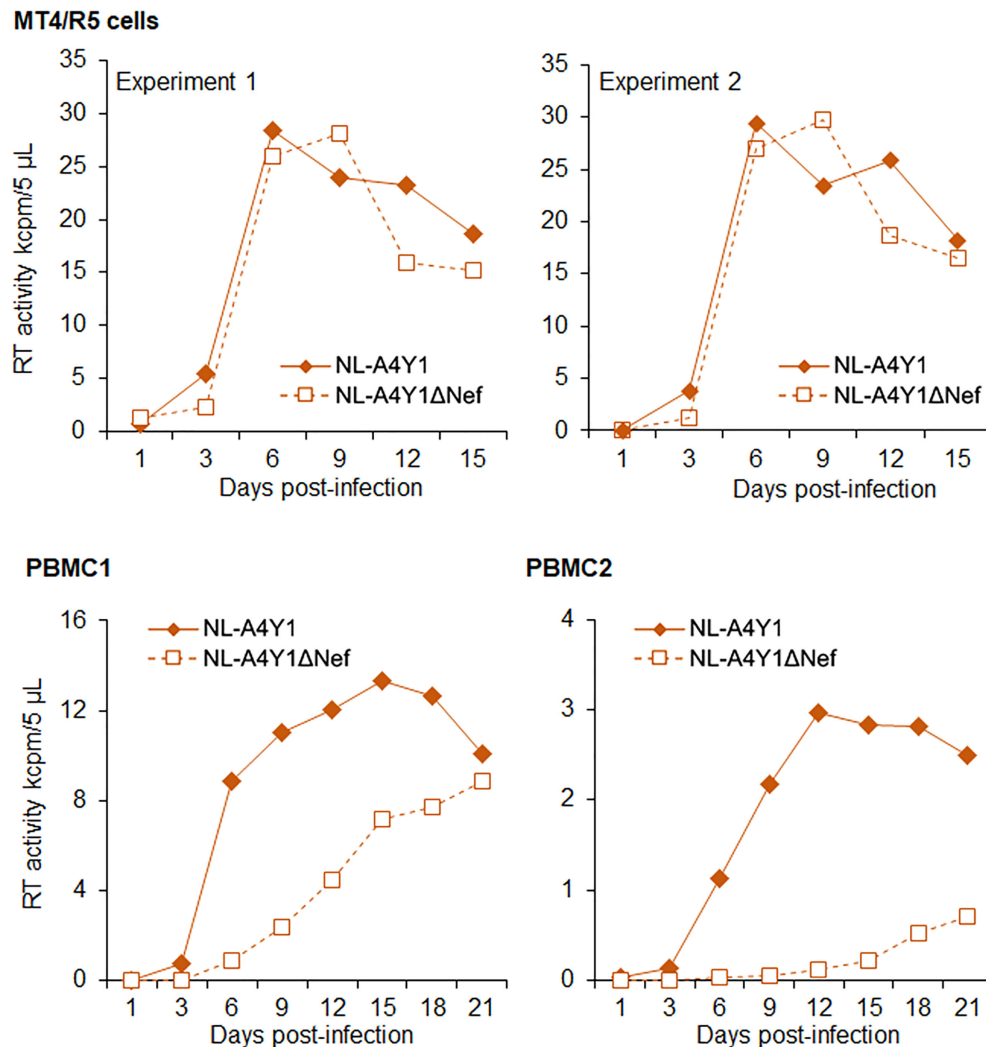 MT4/R5 cells
RT activity kcpm/5 µL
35
30
25
20
15
10
5
0
Experiment 1
NL-A4Y1
NL-A4Y1ΔNef
1 3 6 9 12 15
Days post-infection
35
30
25
20
15
10
5
0
Experiment 2
NL-A4Y1
NL-A4Y1ΔNef
1 3 6 9 12 15
Days post-infection
PBMC1
RT activity kcpm/5 µL
16
12
8
4
0
NL-A4Y1
NL-A4Y1ΔNef
1 3 6 9 12 15 18 21
Days post-infection
PBMC2
4
3
2
1
0
NL-A4Y1
NL-A4Y1ΔNef
1 3 6 9 12 15 18 21
Days post-infection